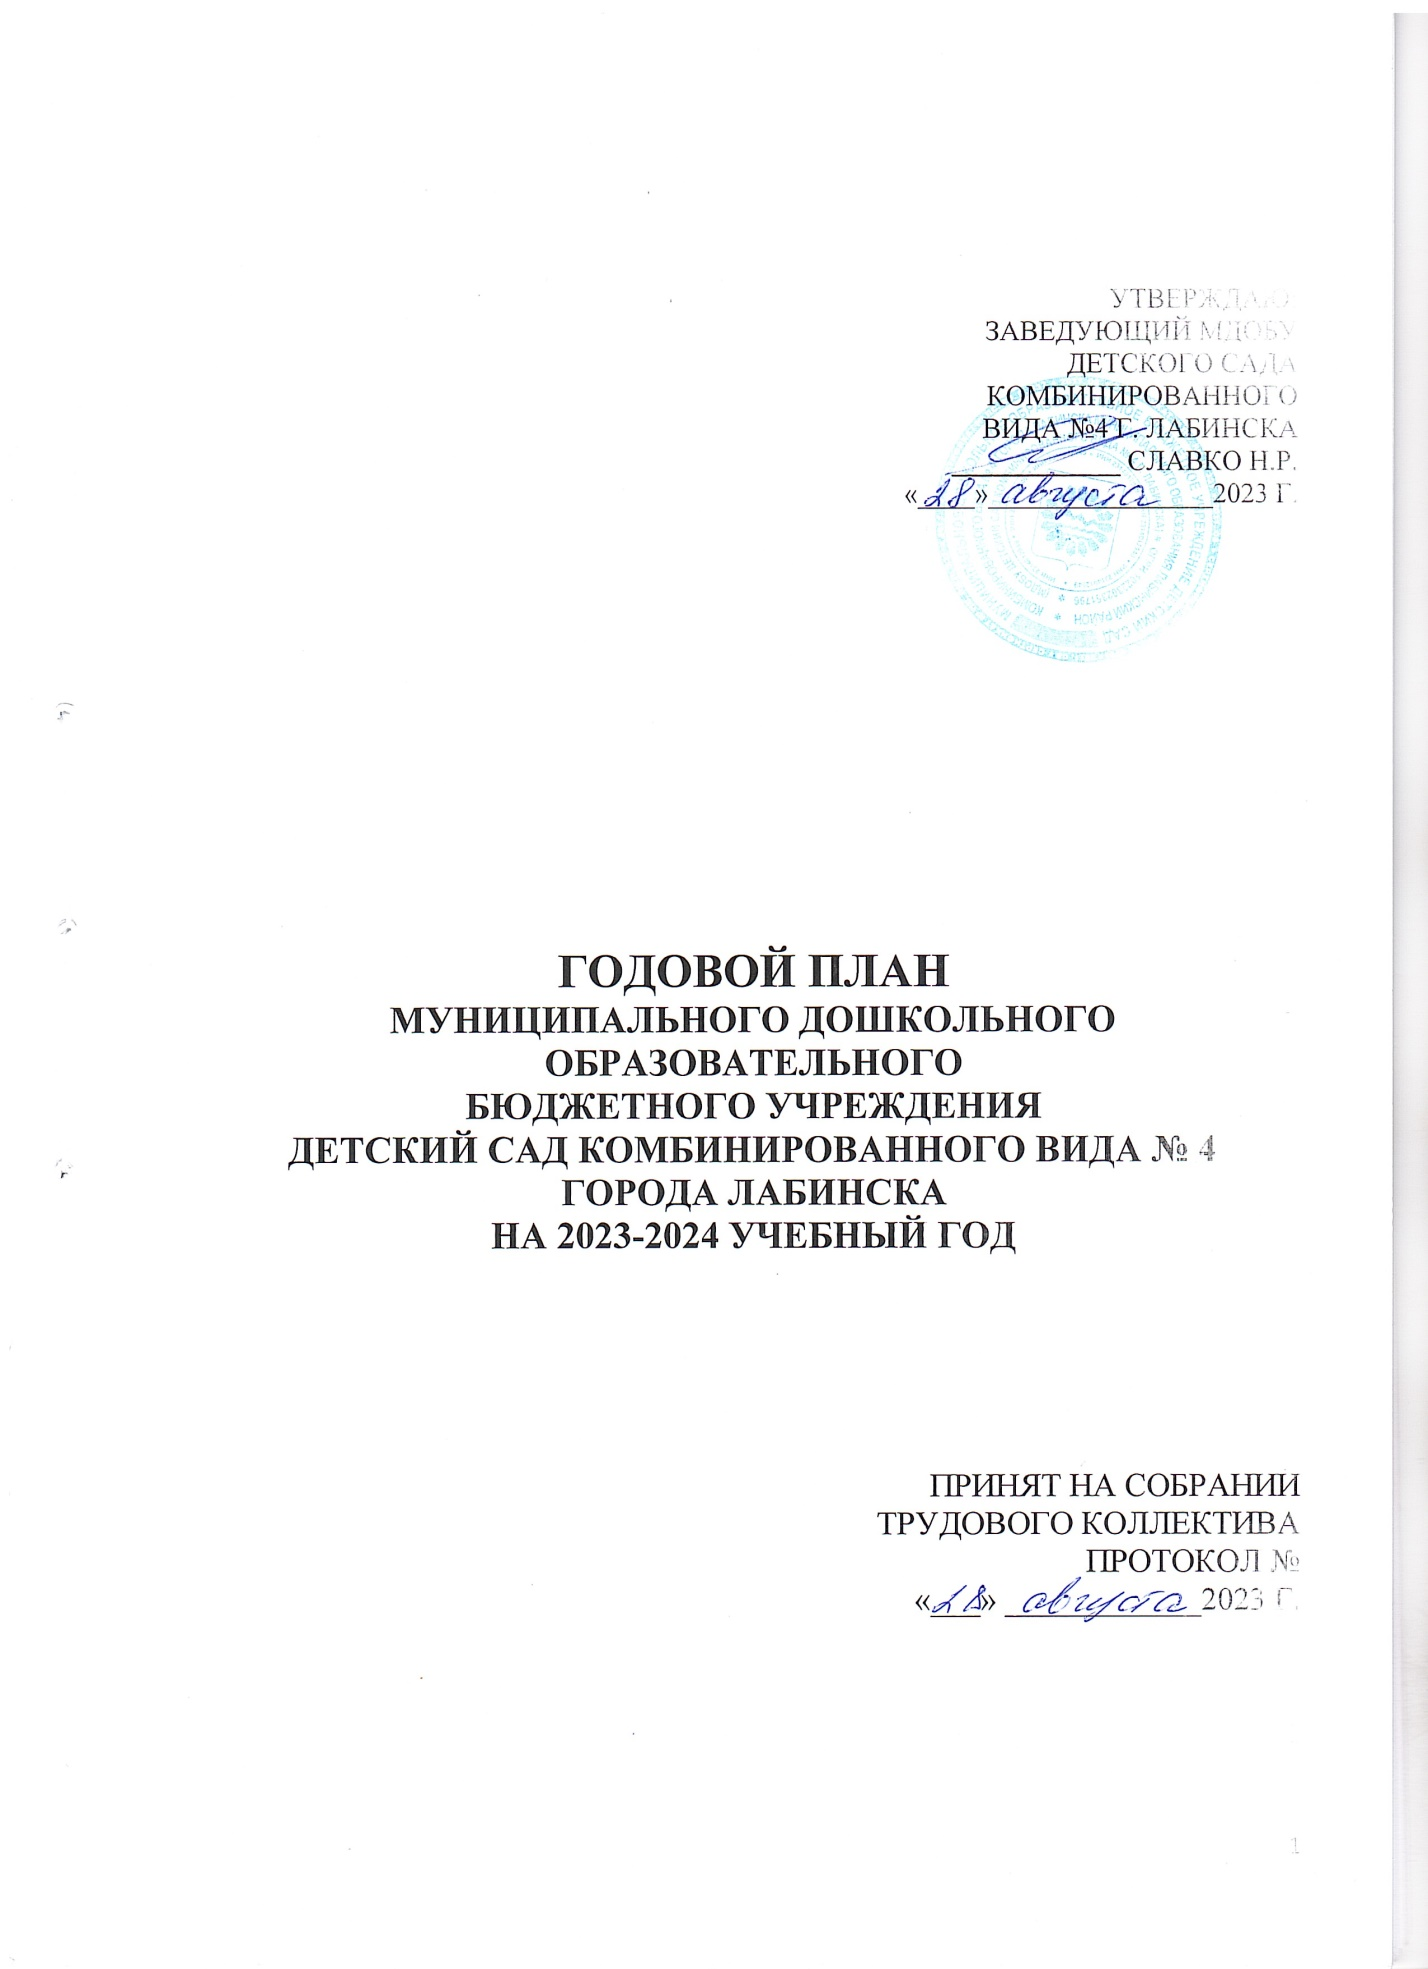 УТВЕРЖДАЮ
ЗАВЕДУЮЩИЙ МДОБУ
ДЕТСКОГО САДА
КОМБИНИРОВАННОГО
ВИДА №4 Г. ЛАБИНСКА
____________ СЛАВКО Н.Р.
«28» августа 2023 Г.
ГОДОВОЙ ПЛАН
МУНИЦИПАЛЬНОГО ДОШКОЛЬНОГО
ОБРАЗОВАТЕЛЬНОГО
БЮДЖЕТНОГО УЧРЕЖДЕНИЯ
ДЕТСКИЙ САД КОМБИНИРОВАННОГО ВИДА № 4
ГОРОДА ЛАБИНСКА
НА 2023-2024 УЧЕБНЫЙ ГОД
ПРИНЯТ НА СОБРАНИИ
ТРУДОВОГО КОЛЛЕКТИВА
ПРОТОКОЛ №
«28» августа 2023 Г.
1